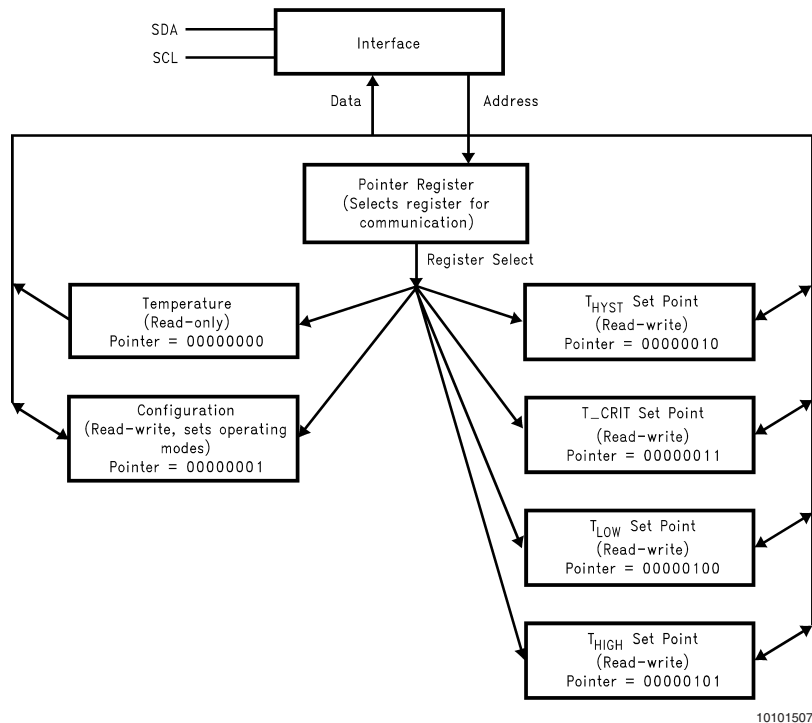 SDA
SCL
Interface
Data
Address
Pointer Register
(Selects register for
communication)
Register Select
Temperature
(Read-only)
Pointer = 00000000
Configuration
(Read-write, sets operating
modes)
Pointer = 00000001
THYST Set Point
(Read-write)
Pointer = 00000010
T_CRIT Set Point
(Read-write)
Pointer = 00000011
TLOW Set Point
(Read-write)
Pointer = 00000100
THIGH Set Point
(Read-write)
Pointer = 00000101
10101507